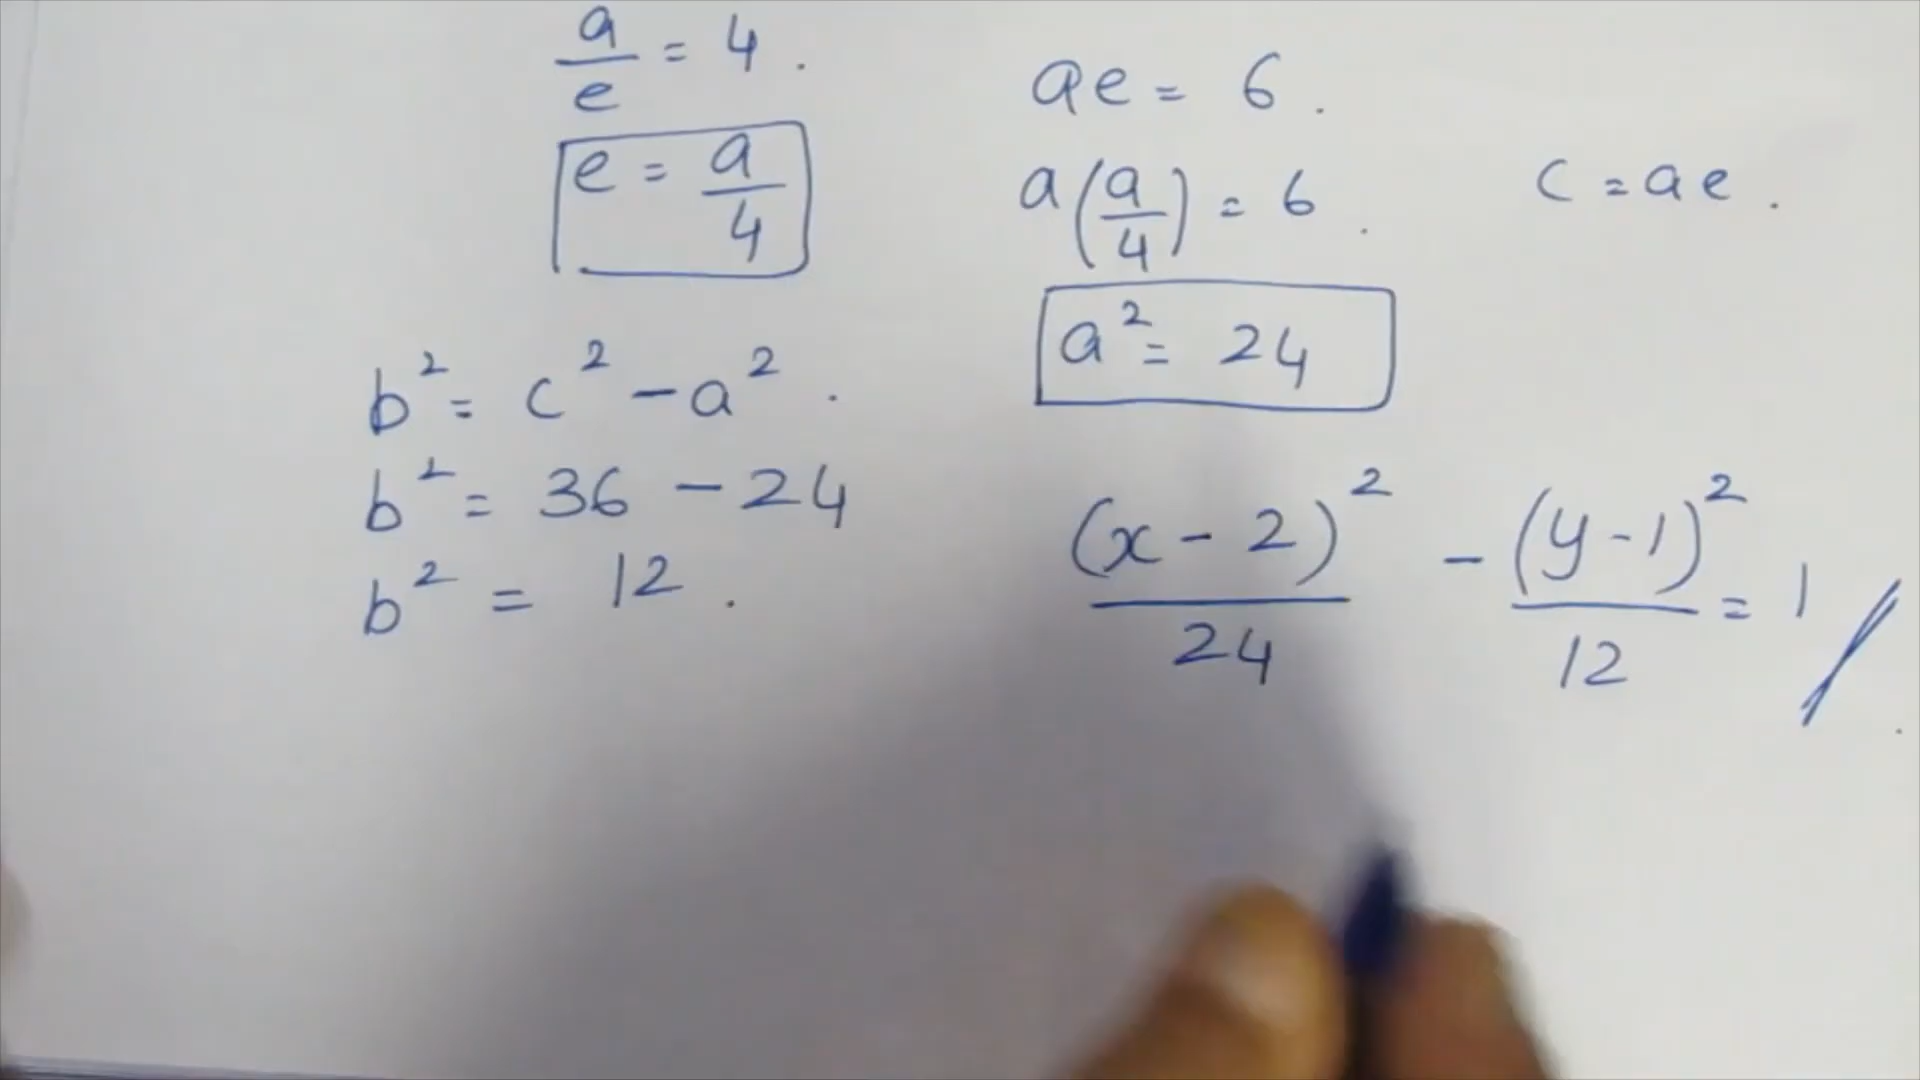 a/e = 4 .
e = a/4
ae = 6 .
a(a/4) = 6 .
c = ae .
a² = 24
b² = c² - a² .
b² = 36 - 24
b² = 12 .
(x - 2)²/24 - (y - 1)²/12 = 1 //